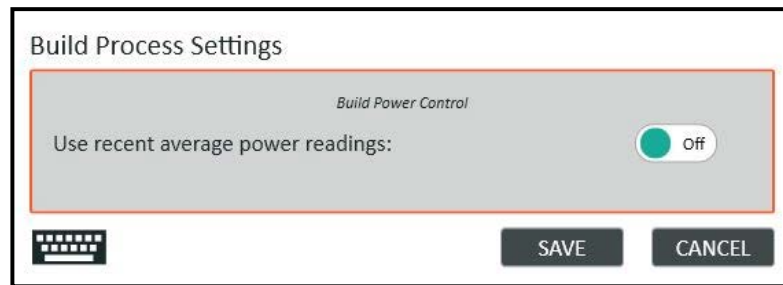 Build Process Settings
Build Power Control
Use recent average power readings:
Off
SAVE
CANCEL